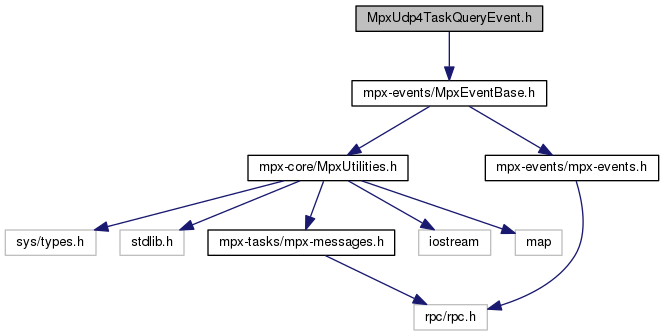 MpxUdp4TaskQueryEvent.h
mpx-events/MpxEventBase.h
mpx-core/MpxUtilities.h
mpx-events/mpx-events.h
sys/types.h
stdlib.h
mpx-tasks/mpx-messages.h
iostream
map
rpc/rpc.h